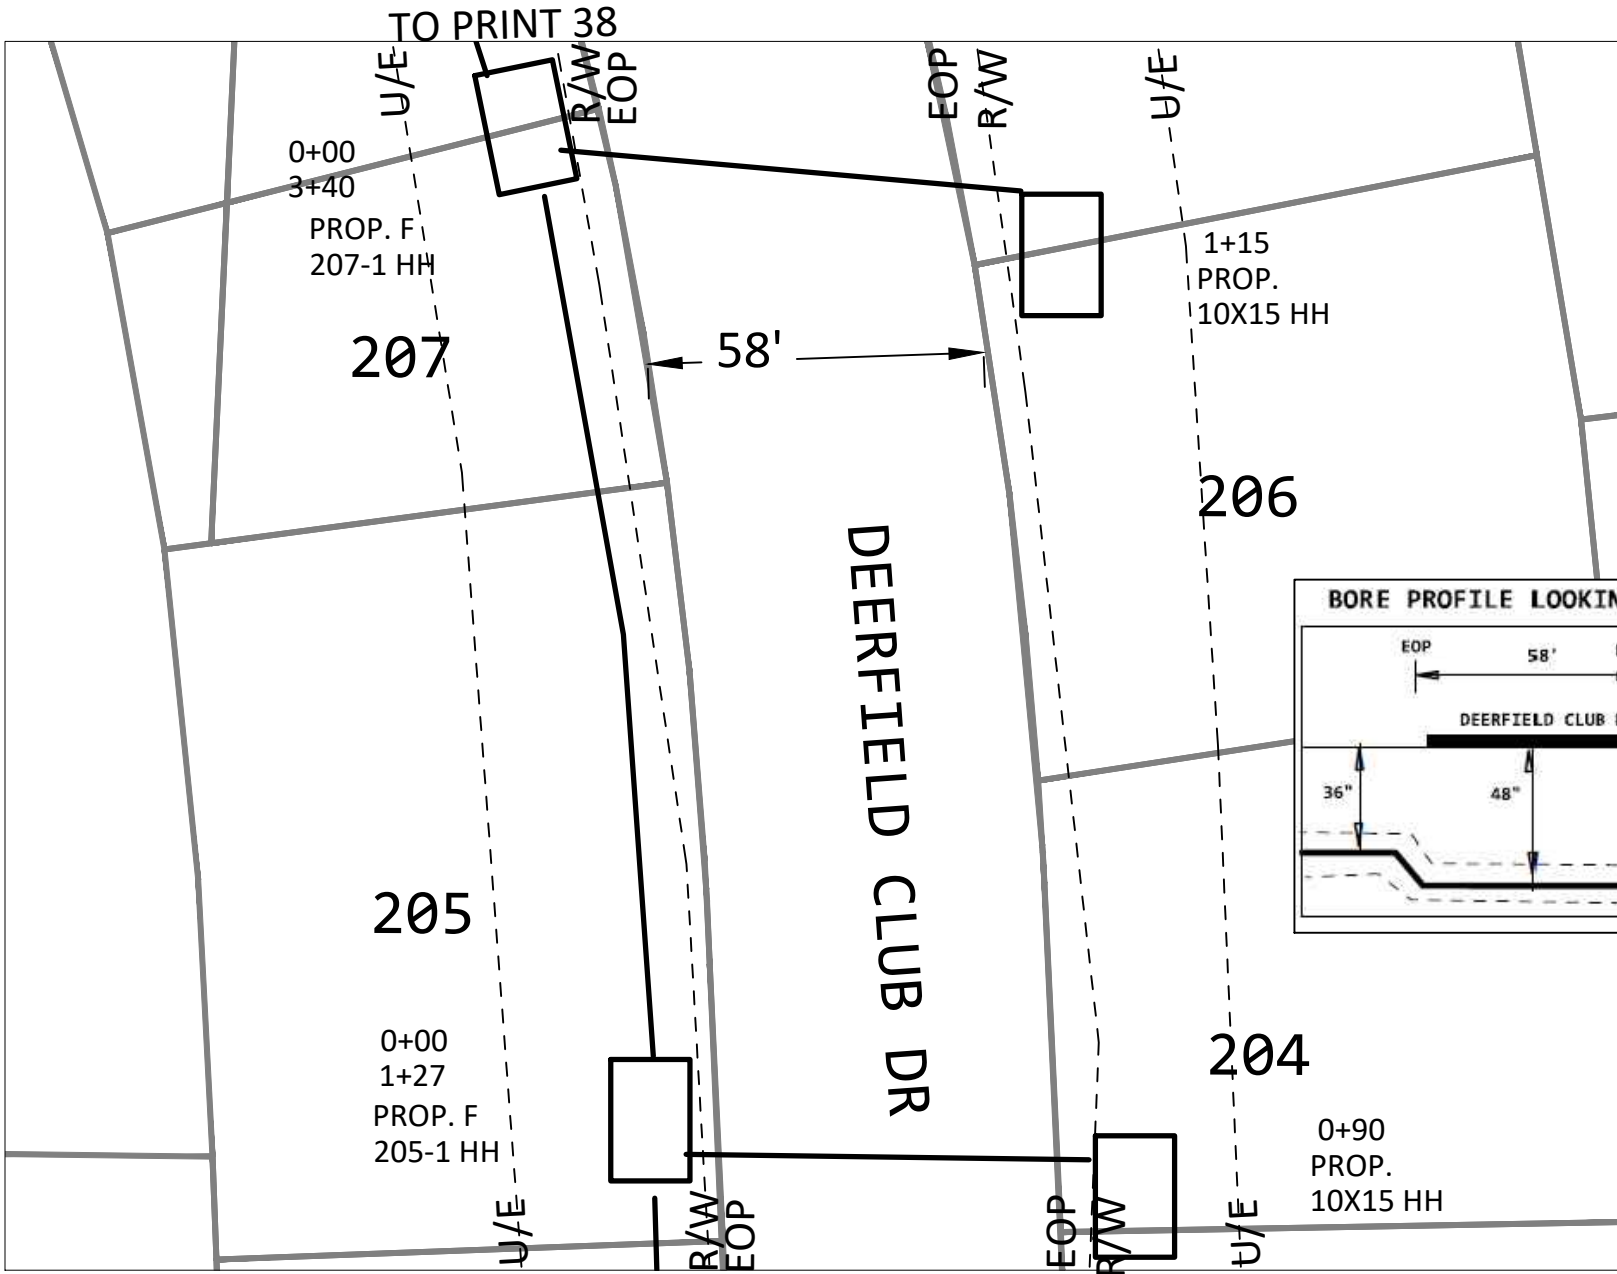 TO PRINT 38
U/E
R/W
EOP
EOP
R/W
U/E
0+00
3+40
PROP. F
207-1 HH
1+15
PROP.
10X15 HH
207
58'
206
DEERFIELD CLUB DR
BORE PROFILE LOOKIN
EOP
58'
DEERFIELD CLUB
36"
48"
205
204
0+00
1+27
PROP. F
205-1 HH
0+90
PROP.
10X15 HH
U/E
R/W
EOP
EOP
R/W
U/E